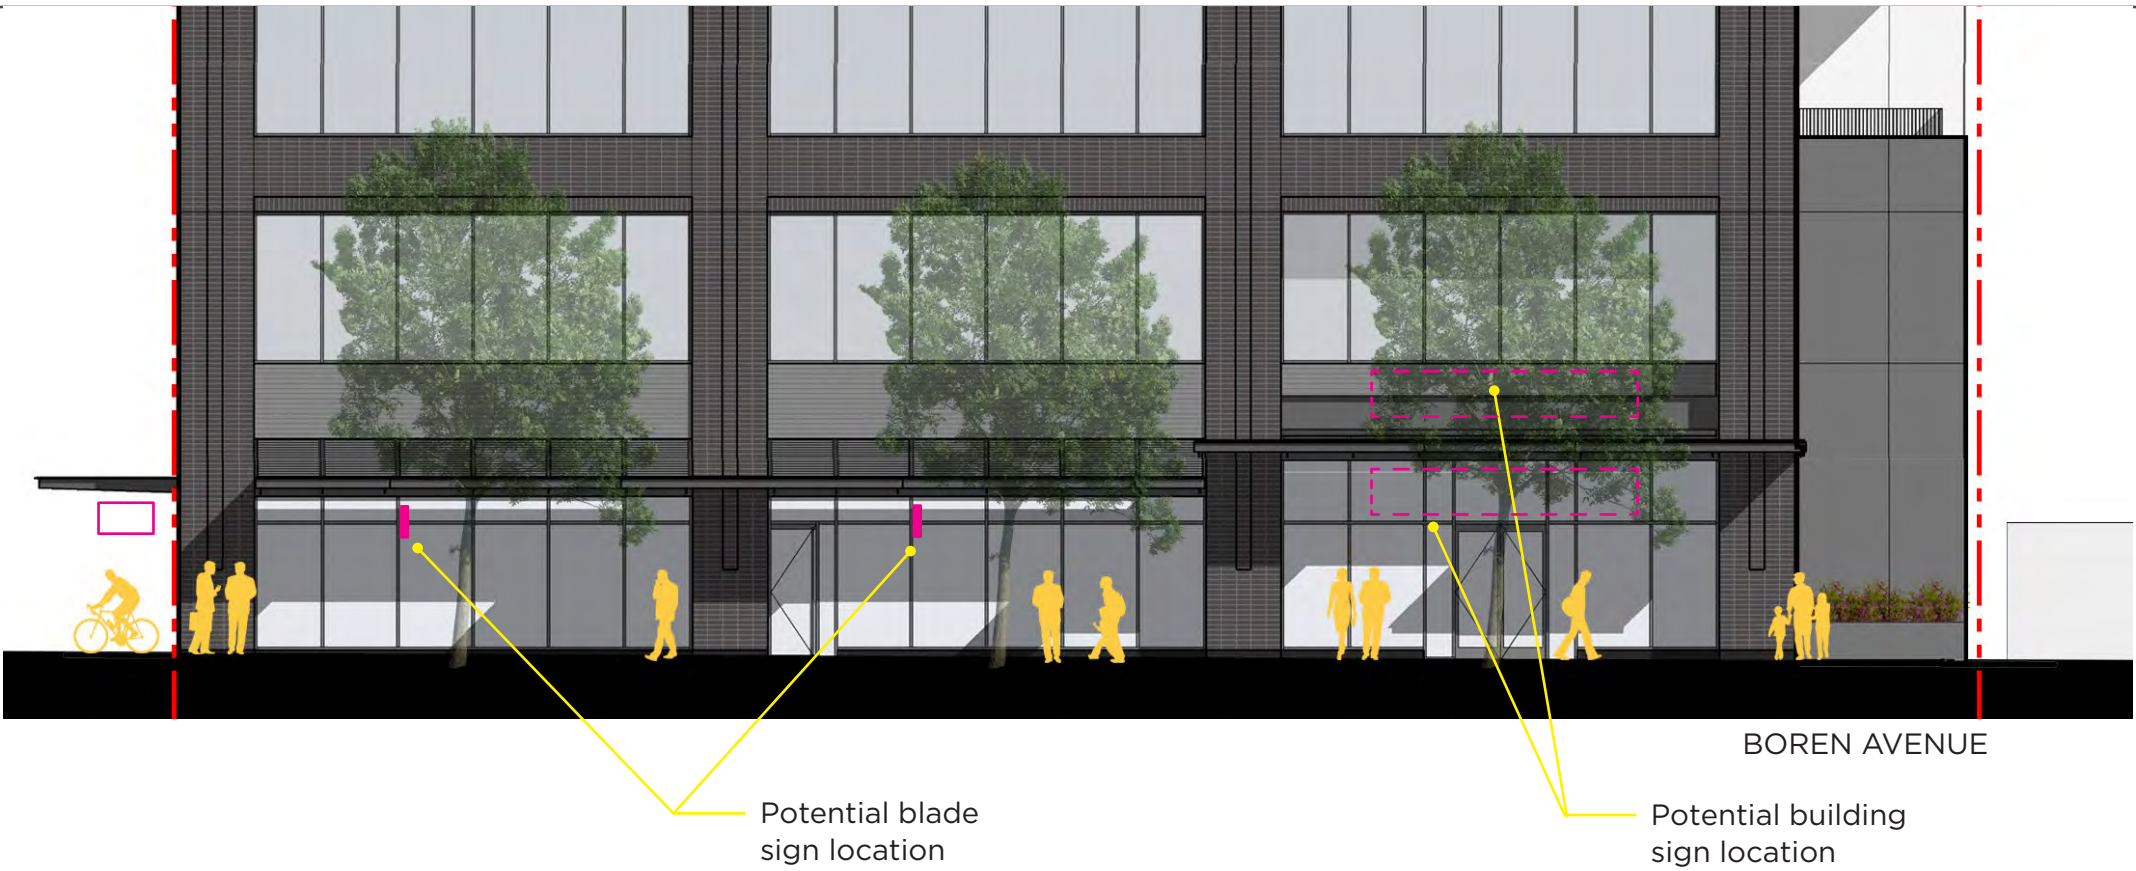 BOREN AVENUE
Potential blade
sign location
Potential building
sign location